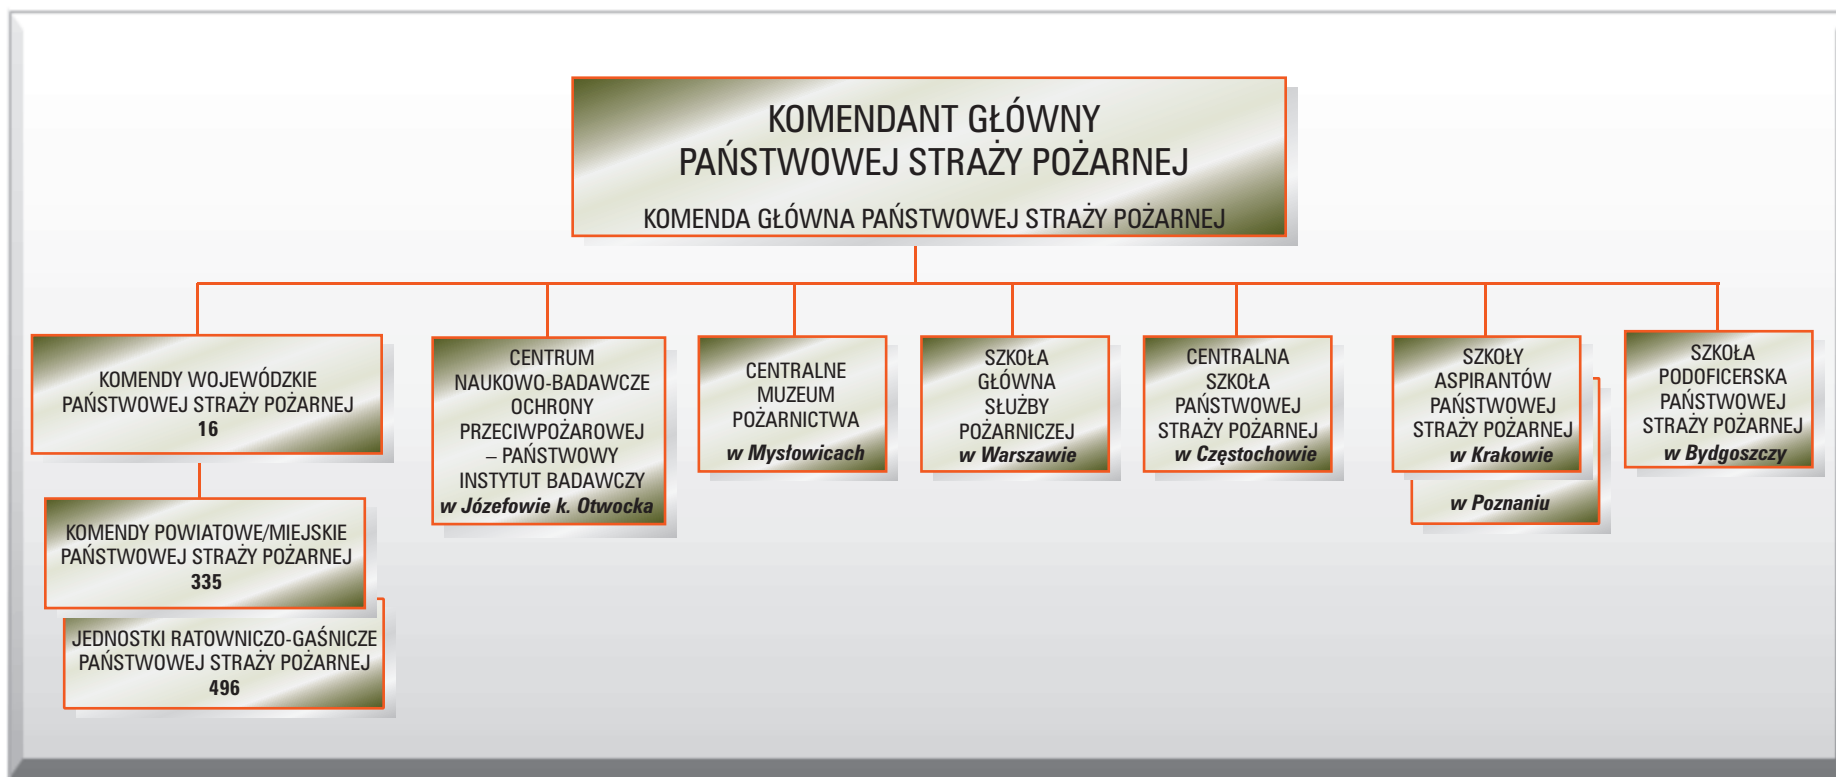 KOMENDANT GŁÓWNY
PAŃSTWOWEJ STRAŻY POŻARNEJ
KOMENDA GŁÓWNA PAŃSTWOWEJ STRAŻY POŻARNEJ
KOMENDY WOJEWÓDZKIE
PAŃSTWOWEJ STRAŻY POŻARNEJ
16
KOMENDY POWIATOWE/MIEJSKIE
PAŃSTWOWEJ STRAŻY POŻARNEJ
335
JEDNOSTKI RATOWNICZO-GAŚNICZE
PAŃSTWOWEJ STRAŻY POŻARNEJ
496
CENTRUM
NAUKOWO-BADAWCZE
OCHRONY
PRZECIWPOŻAROWEJ
– PAŃSTWOWY
INSTYTUT BADAWCZY
w Józefowie k. Otwocka
CENTRALNE
MUZEUM
POŻARNICTWA
w Mysłowicach
SZKOŁA
GŁÓWNA
SŁUŻBY
POŻARNICZEJ
w Warszawie
CENTRALNA
SZKOŁA
PAŃSTWOWEJ
STRAŻY POŻARNEJ
w Częstochowie
SZKOŁY
ASPIRANTÓW
PAŃSTWOWEJ
STRAŻY POŻARNEJ
w Krakowie
w Poznaniu
SZKOŁA
PODOFICERSKA
PAŃSTWOWEJ
STRAŻY POŻARNEJ
w Bydgoszczy